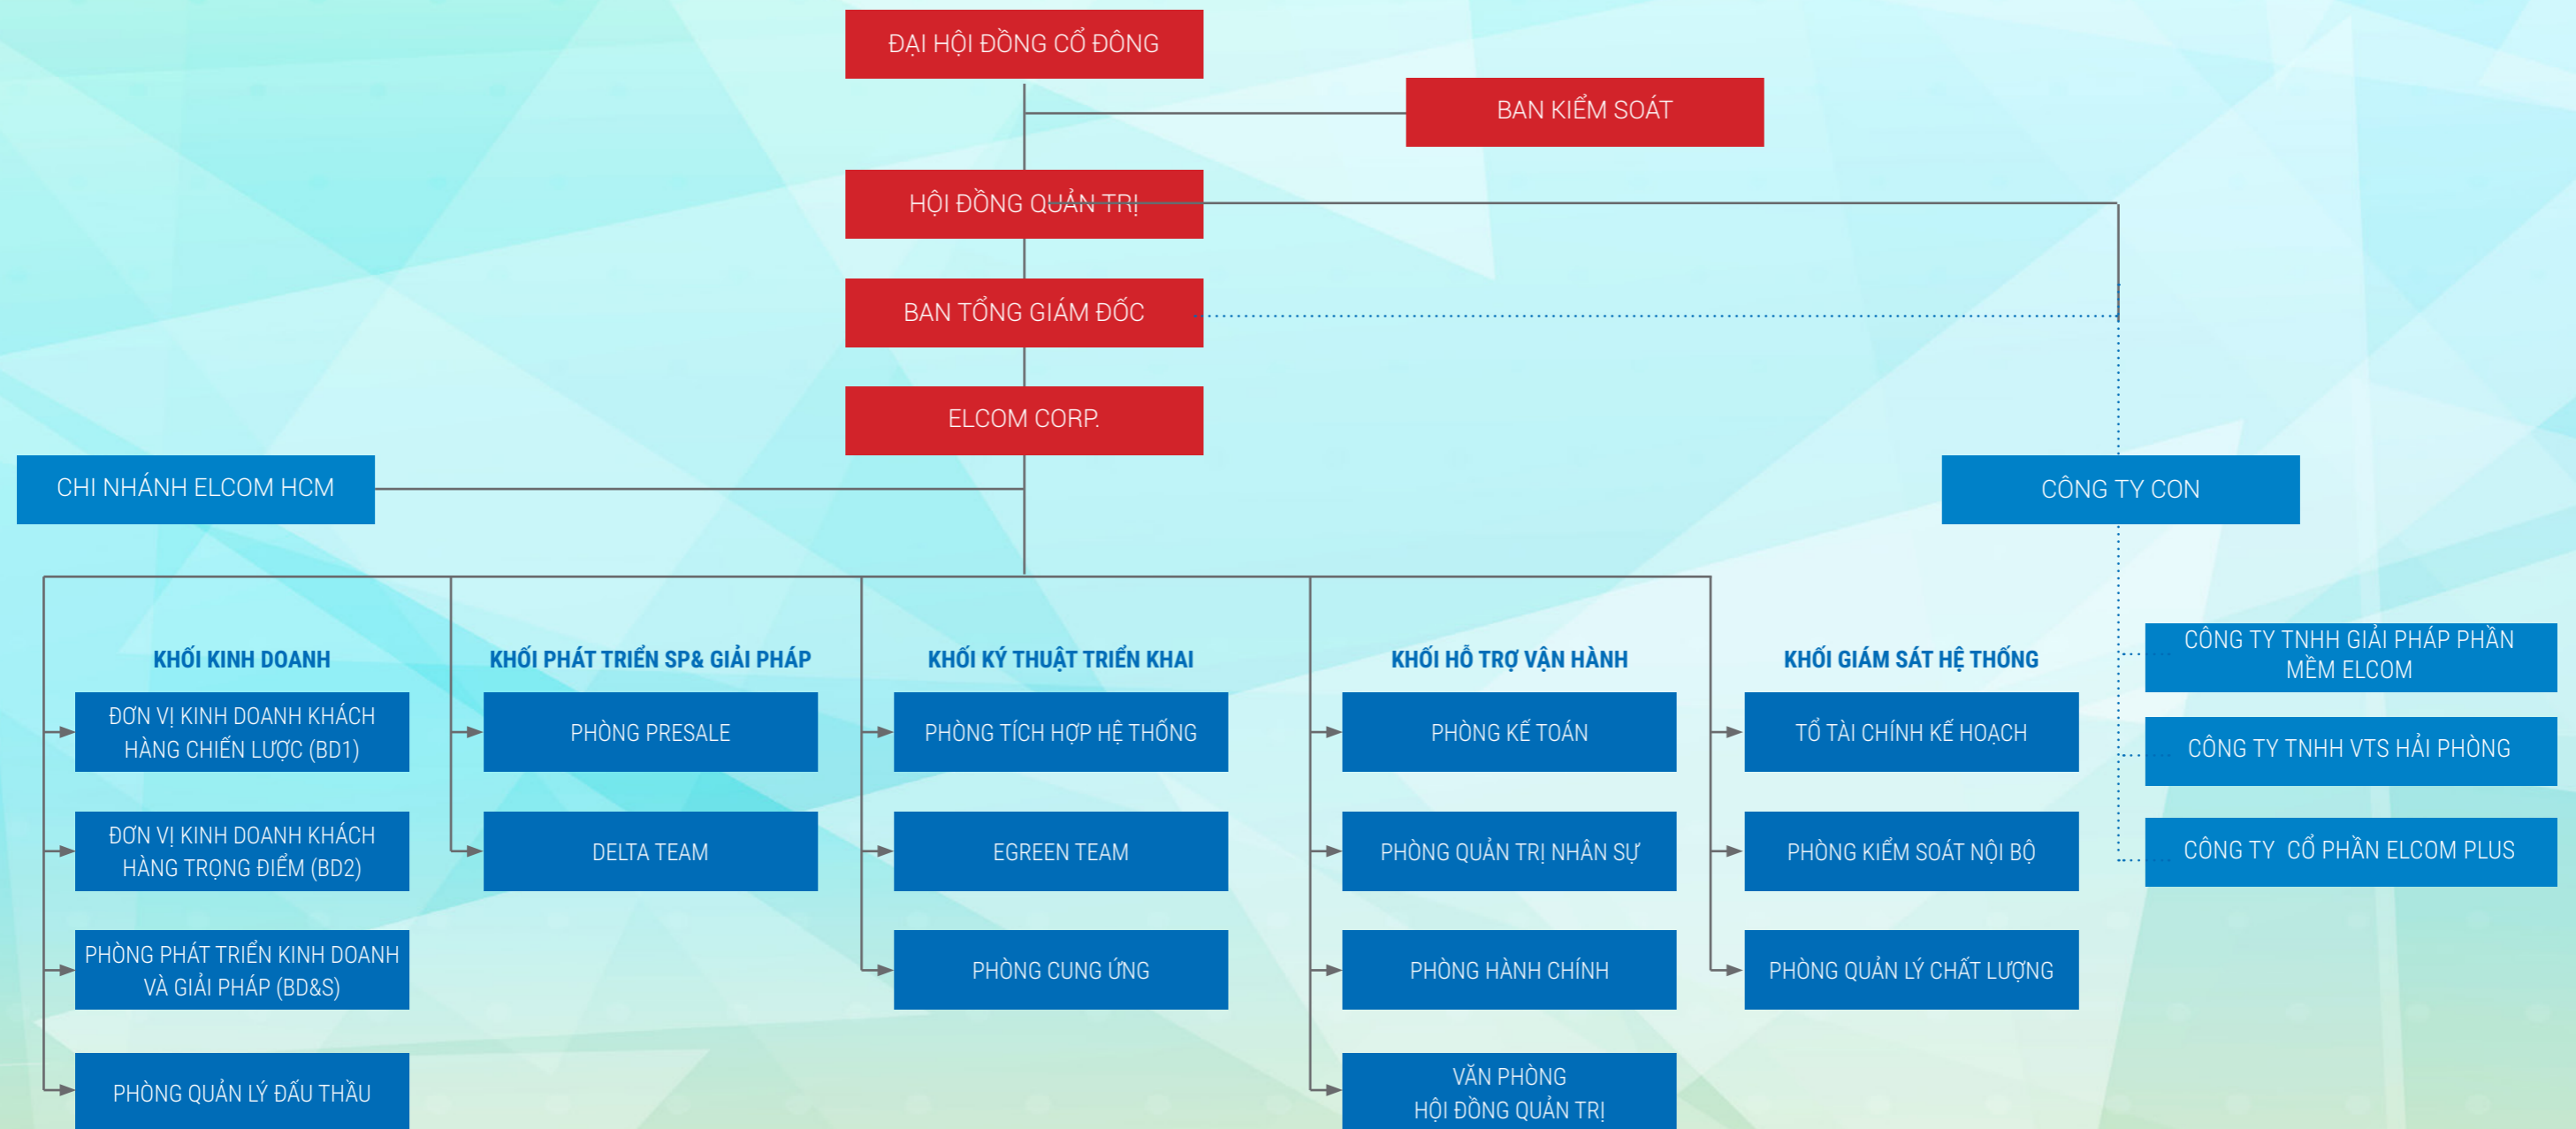 ĐẠI HỘI ĐỒNG CỔ ĐÔNG
BAN KIỂM SOÁT
HỘI ĐỒNG QUẢN TRỊ
BAN TỔNG GIÁM ĐỐC
ELCOM CORP.
CHI NHÁNH ELCOM HCM
CÔNG TY CON
KHỐI KINH DOANH
ĐƠN VỊ KINH DOANH KHÁCH
HÀNG CHIẾN LƯỢC (BD1)
ĐƠN VỊ KINH DOANH KHÁCH
HÀNG TRỌNG ĐIỂM (BD2)
PHÒNG PHÁT TRIỂN KINH DOANH
VÀ GIẢI PHÁP (BD&S)
PHÒNG QUẢN LÝ ĐẤU THẦU
KHỐI PHÁT TRIỂN SP& GIẢI PHÁP
PHÒNG PRESALE
DELTA TEAM
KHỐI KỸ THUẬT TRIỂN KHAI
PHÒNG TÍCH HỢP HỆ THỐNG
EGREEN TEAM
PHÒNG CUNG ỨNG
KHỐI HỖ TRỢ VẬN HÀNH
PHÒNG KẾ TOÁN
PHÒNG QUẢN TRỊ NHÂN SỰ
PHÒNG HÀNH CHÍNH
VĂN PHÒNG
HỘI ĐỒNG QUẢN TRỊ
KHỐI GIÁM SÁT HỆ THỐNG
TỔ TÀI CHÍNH KẾ HOẠCH
PHÒNG KIỂM SOÁT NỘI BỘ
PHÒNG QUẢN LÝ CHẤT LƯỢNG
CÔNG TY TNHH GIẢI PHÁP PHẦN
MỀM ELCOM
CÔNG TY TNHH VTS HẢI PHÒNG
CÔNG TY CỔ PHẦN ELCOM PLUS